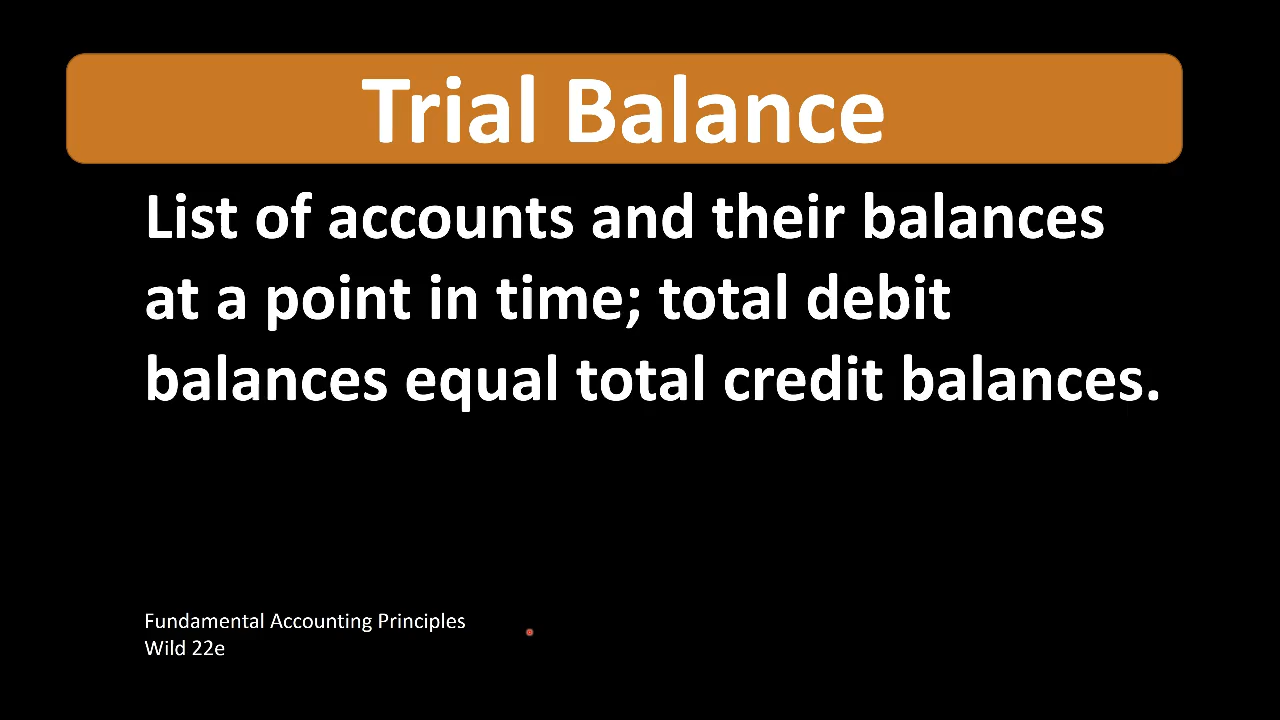 Trial Balance
List of accounts and their balances
at a point in time; total debit
balances equal total credit balances.
Fundamental Accounting Principles
Wild 22e